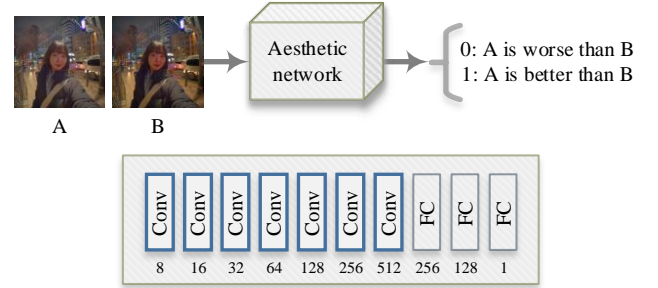 Aesthetic
network
0: A is worse than B
1: A is better than B
A B
Conv Conv Conv Conv Conv Conv Conv FC FC FC
8 16 32 64 128 256 512 256 128 1